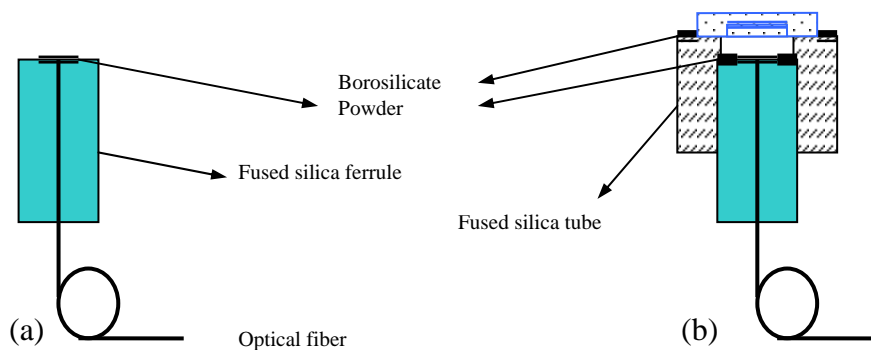 Borosilicate
Powder
Fused silica ferrule
Fused silica tube
(a)
Optical fiber
(b)